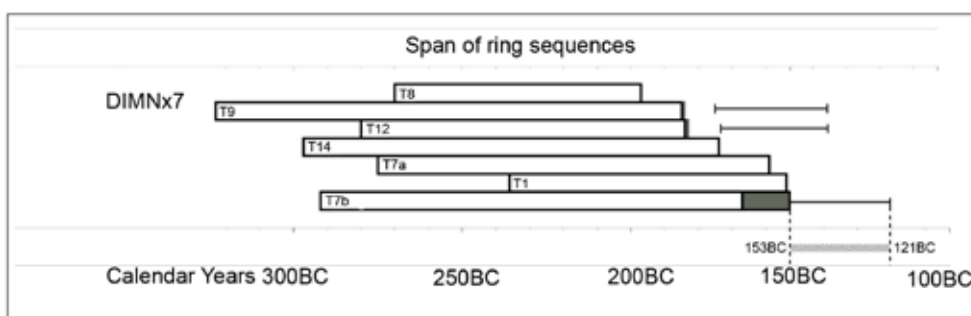 Span of ring sequences
DIMNx7
T8
T9
T12
T14
T7a
T1
T7b
153BC 121BC
Calendar Years 300BC 250BC 200BC 150BC 100BC